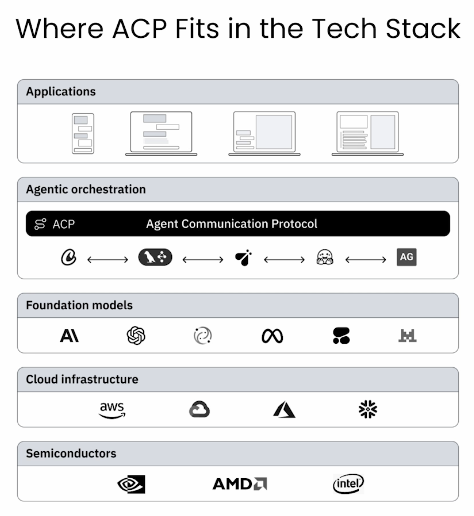 Where ACP Fits in the Tech Stack
Applications
Agentic orchestration
ACP Agent Communication Protocol
AG
Foundation models
A\
Cloud infrastructure
aws
Semiconductors
AMD
intel